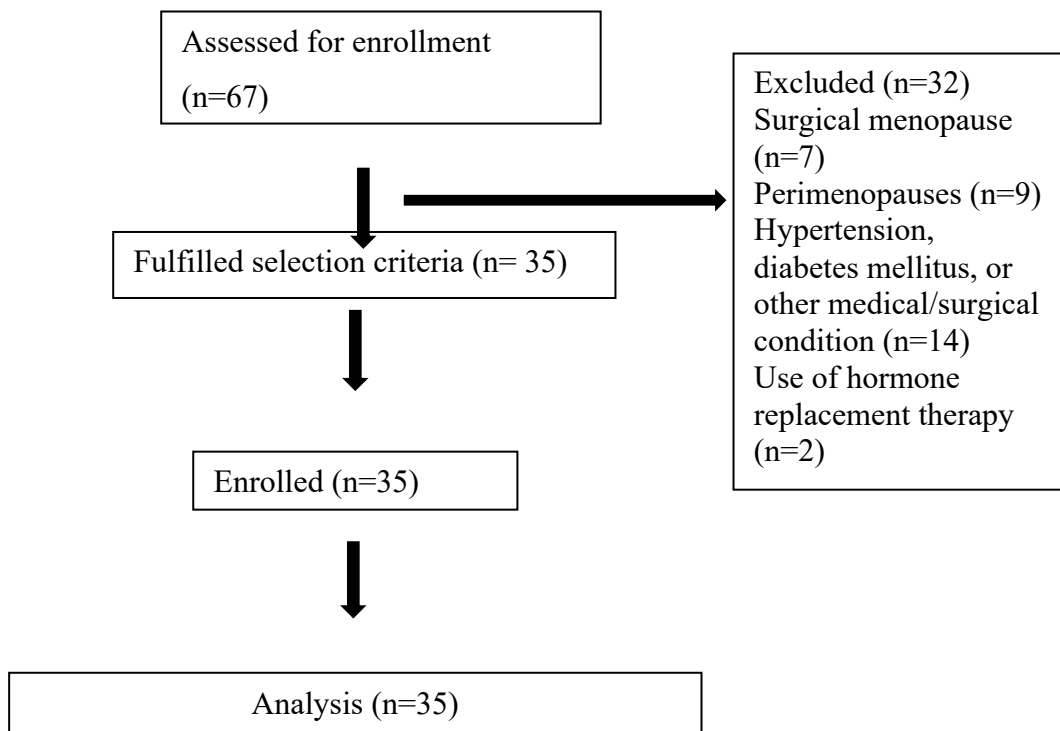 Assessed for enrollment
(n=67)
Excluded (n=32)
Surgical menopause
(n=7)
Perimenopauses (n=9)
Hypertension,
diabetes mellitus, or
other medical/surgical
condition (n=14)
Use of hormone
replacement therapy
(n=2)
Fulfilled selection criteria (n= 35)
Enrolled (n=35)
Analysis (n=35)